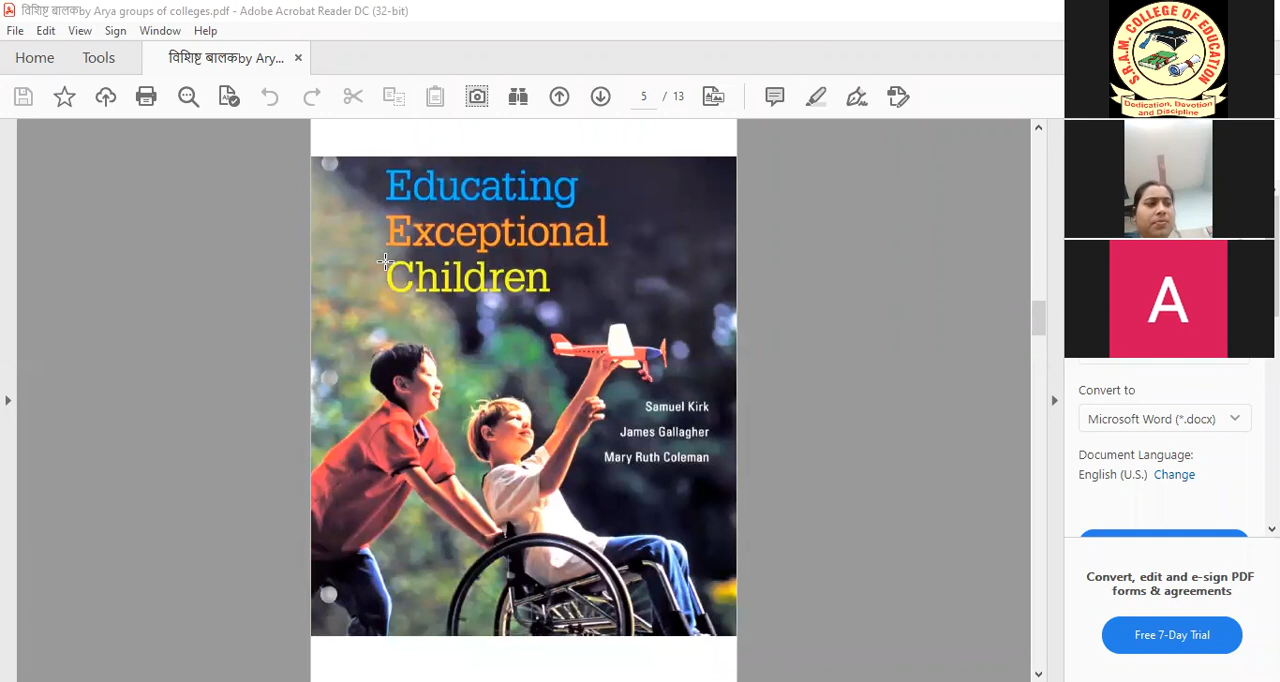 विशिष्ट बालकby Arya groups of colleges.pdf - Adobe Acrobat Reader DC (32-bit)
File Edit View Sign Window Help
Home Tools विशिष्ट बालकby Ary... ×
5 / 13
Educating
Exceptional
Children
Samuel Kirk
James Gallagher
Mary Ruth Coleman
S.R.A.M. COLLEGE OF EDUCATION
Dedication, Devotion
and Discipline
A
Convert to
Microsoft Word (*.docx)
Document Language:
English (U.S.) Change
Convert, edit and e-sign PDF
forms & agreements
Free 7-Day Trial